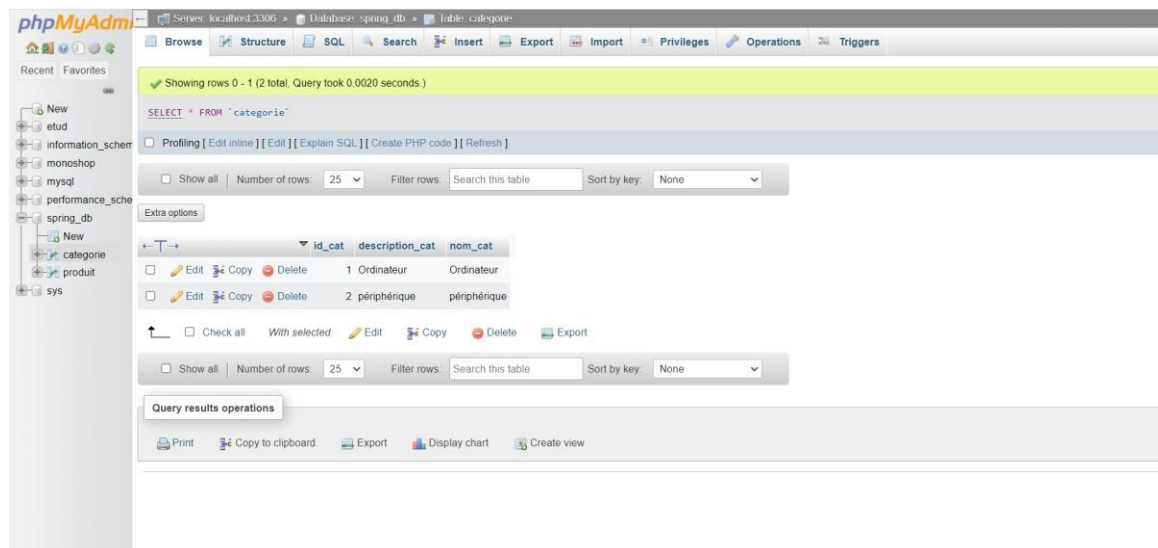 phpMyAdmi
Server: localhost:3306 » Database: spring_db » Table: categorie
Browse Structure SQL Search Insert Export Import Privileges Operations Triggers
Recent Favorites
New
etud
information_schem
monoshop
mysql
performance_sche
spring_db
New
categorie
produit
sys
Showing rows 0 - 1 (2 total, Query took 0.0020 seconds.)
SELECT * FROM `categorie`
Profiling [ Edit inline ] [ Edit ] [ Explain SQL ] [ Create PHP code ] [ Refresh ]
Show all | Number of rows: 25 Filter rows: Search this table Sort by key: None
Extra options
←T→ id_cat description_cat nom_cat
Edit Copy Delete 1 Ordinateur Ordinateur
Edit Copy Delete 2 périphérique périphérique
Check all With selected: Edit Copy Delete Export
Show all | Number of rows: 25 Filter rows: Search this table Sort by key: None
Query results operations
Print Copy to clipboard Export Display chart Create view